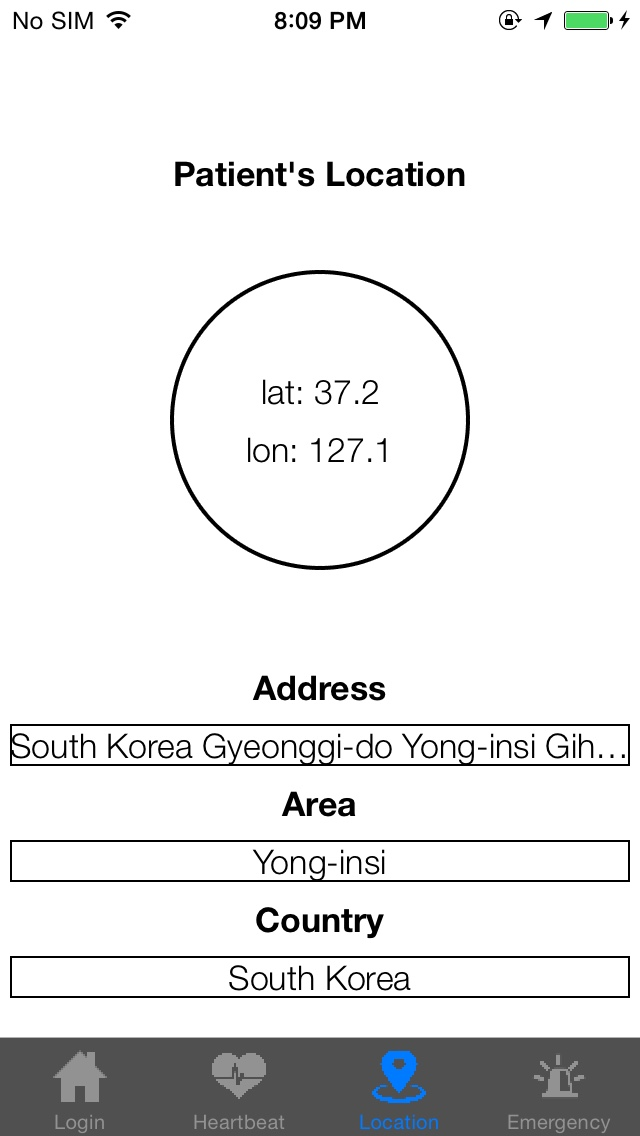 No SIM 8:09 PM
Patient's Location
lat: 37.2
lon: 127.1
Address
South Korea Gyeonggi-do Yong-insi Gih…
Area
Yong-insi
Country
South Korea
Login Heartbeat Location Emergency